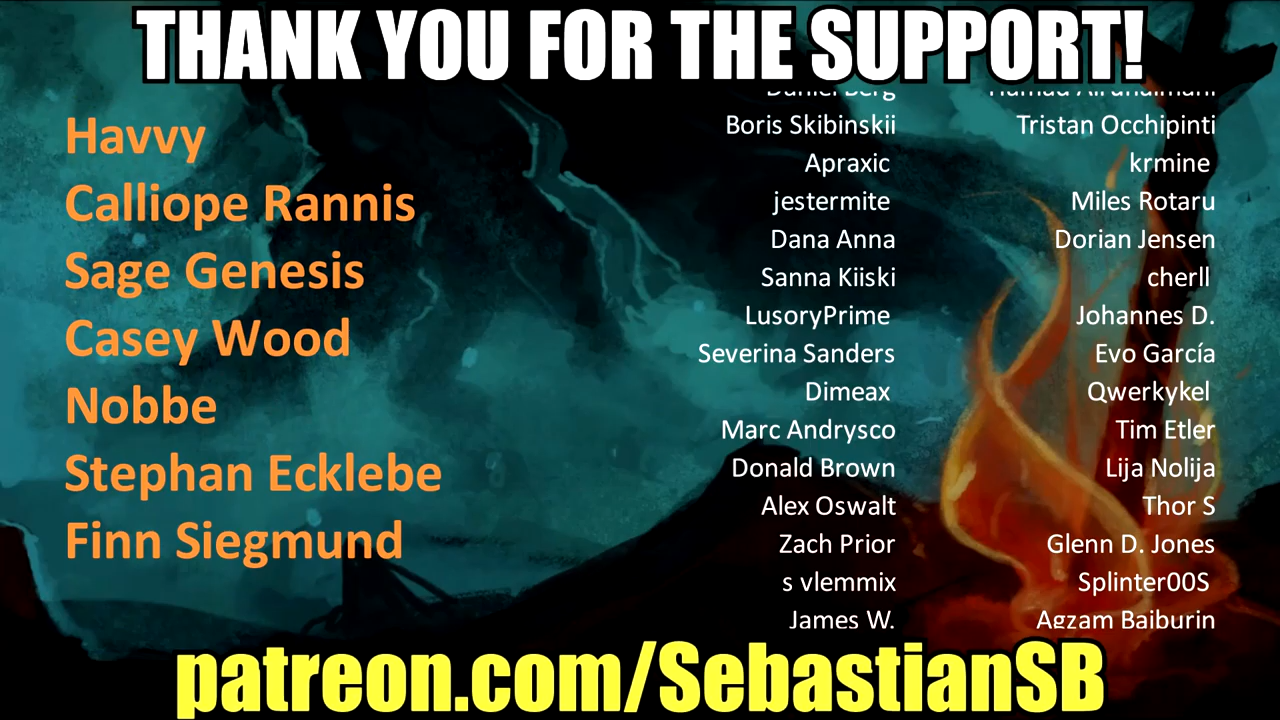 THANK YOU FOR THE SUPPORT!
Havvy
Calliope Rannis
Sage Genesis
Casey Wood
Nobbe
Stephan Ecklebe
Finn Siegmund
Daniel Berg
Boris Skibinskii
Apraxic
jestermite
Dana Anna
Sanna Kiiski
LusoryPrime
Severina Sanders
Dimeax
Marc Andrysco
Donald Brown
Alex Oswalt
Zach Prior
s vlemmix
James W.
Tristan Occhipinti
krmine
Miles Rotaru
Dorian Jensen
cherll
Johannes D.
Evo García
Qwerkykel
Tim Etler
Lija Nolija
Thor S
Glenn D. Jones
Splinter00S
Agzam Baiburin
patreon.com/SebastianSB